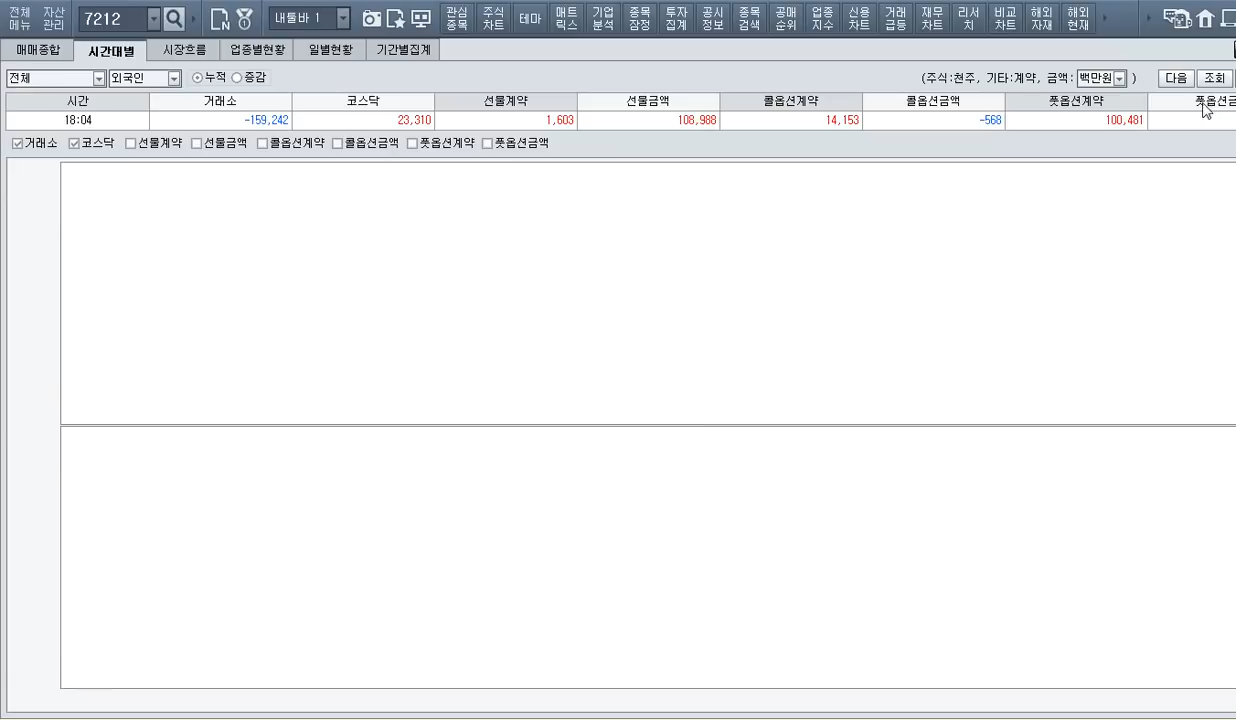 전체 자산 7212 내툴바 1 관심 주식 테마 매트 기업 종목 투자 공시 종목 공매 업종 신용 거래 재무 리서 비교 해외 해외
메뉴 관리 종목 차트 릭스 분석 잠정 집계 정보 검색 순위 지수 차트 급등 차트 치 차트 자재 현재
매매종합 시간대별 시장흐름 업종별현황 일별현황 기간별집계
전체 외국인 누적 증감 (주식:천주, 기타:계약, 금액: 백만원 ) 다음 조회
시간 거래소 코스닥 선물계약 선물금액 콜옵션계약 콜옵션금액 풋옵션계약 풋옵션금
18:04 -159,242 23,310 1,603 108,988 14,153 -568 100,481
거래소 코스닥 선물계약 선물금액 콜옵션계약 콜옵션금액 풋옵션계약 풋옵션금액